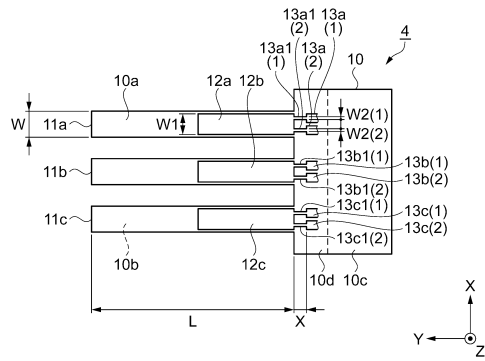 13a1 13a 13a1 13a
(2) (1)
(1) (2)
4
10a 12a 12b 10
W 11a W1 W2(1)
W2(2)
13b1(1) 13b(1)
11b 13b(2)
13b1(2)
13c1(1)
11c 13c(1)
13c(2)
13c1(2)
10b 12c 10d 10c
L X
X
Y Z